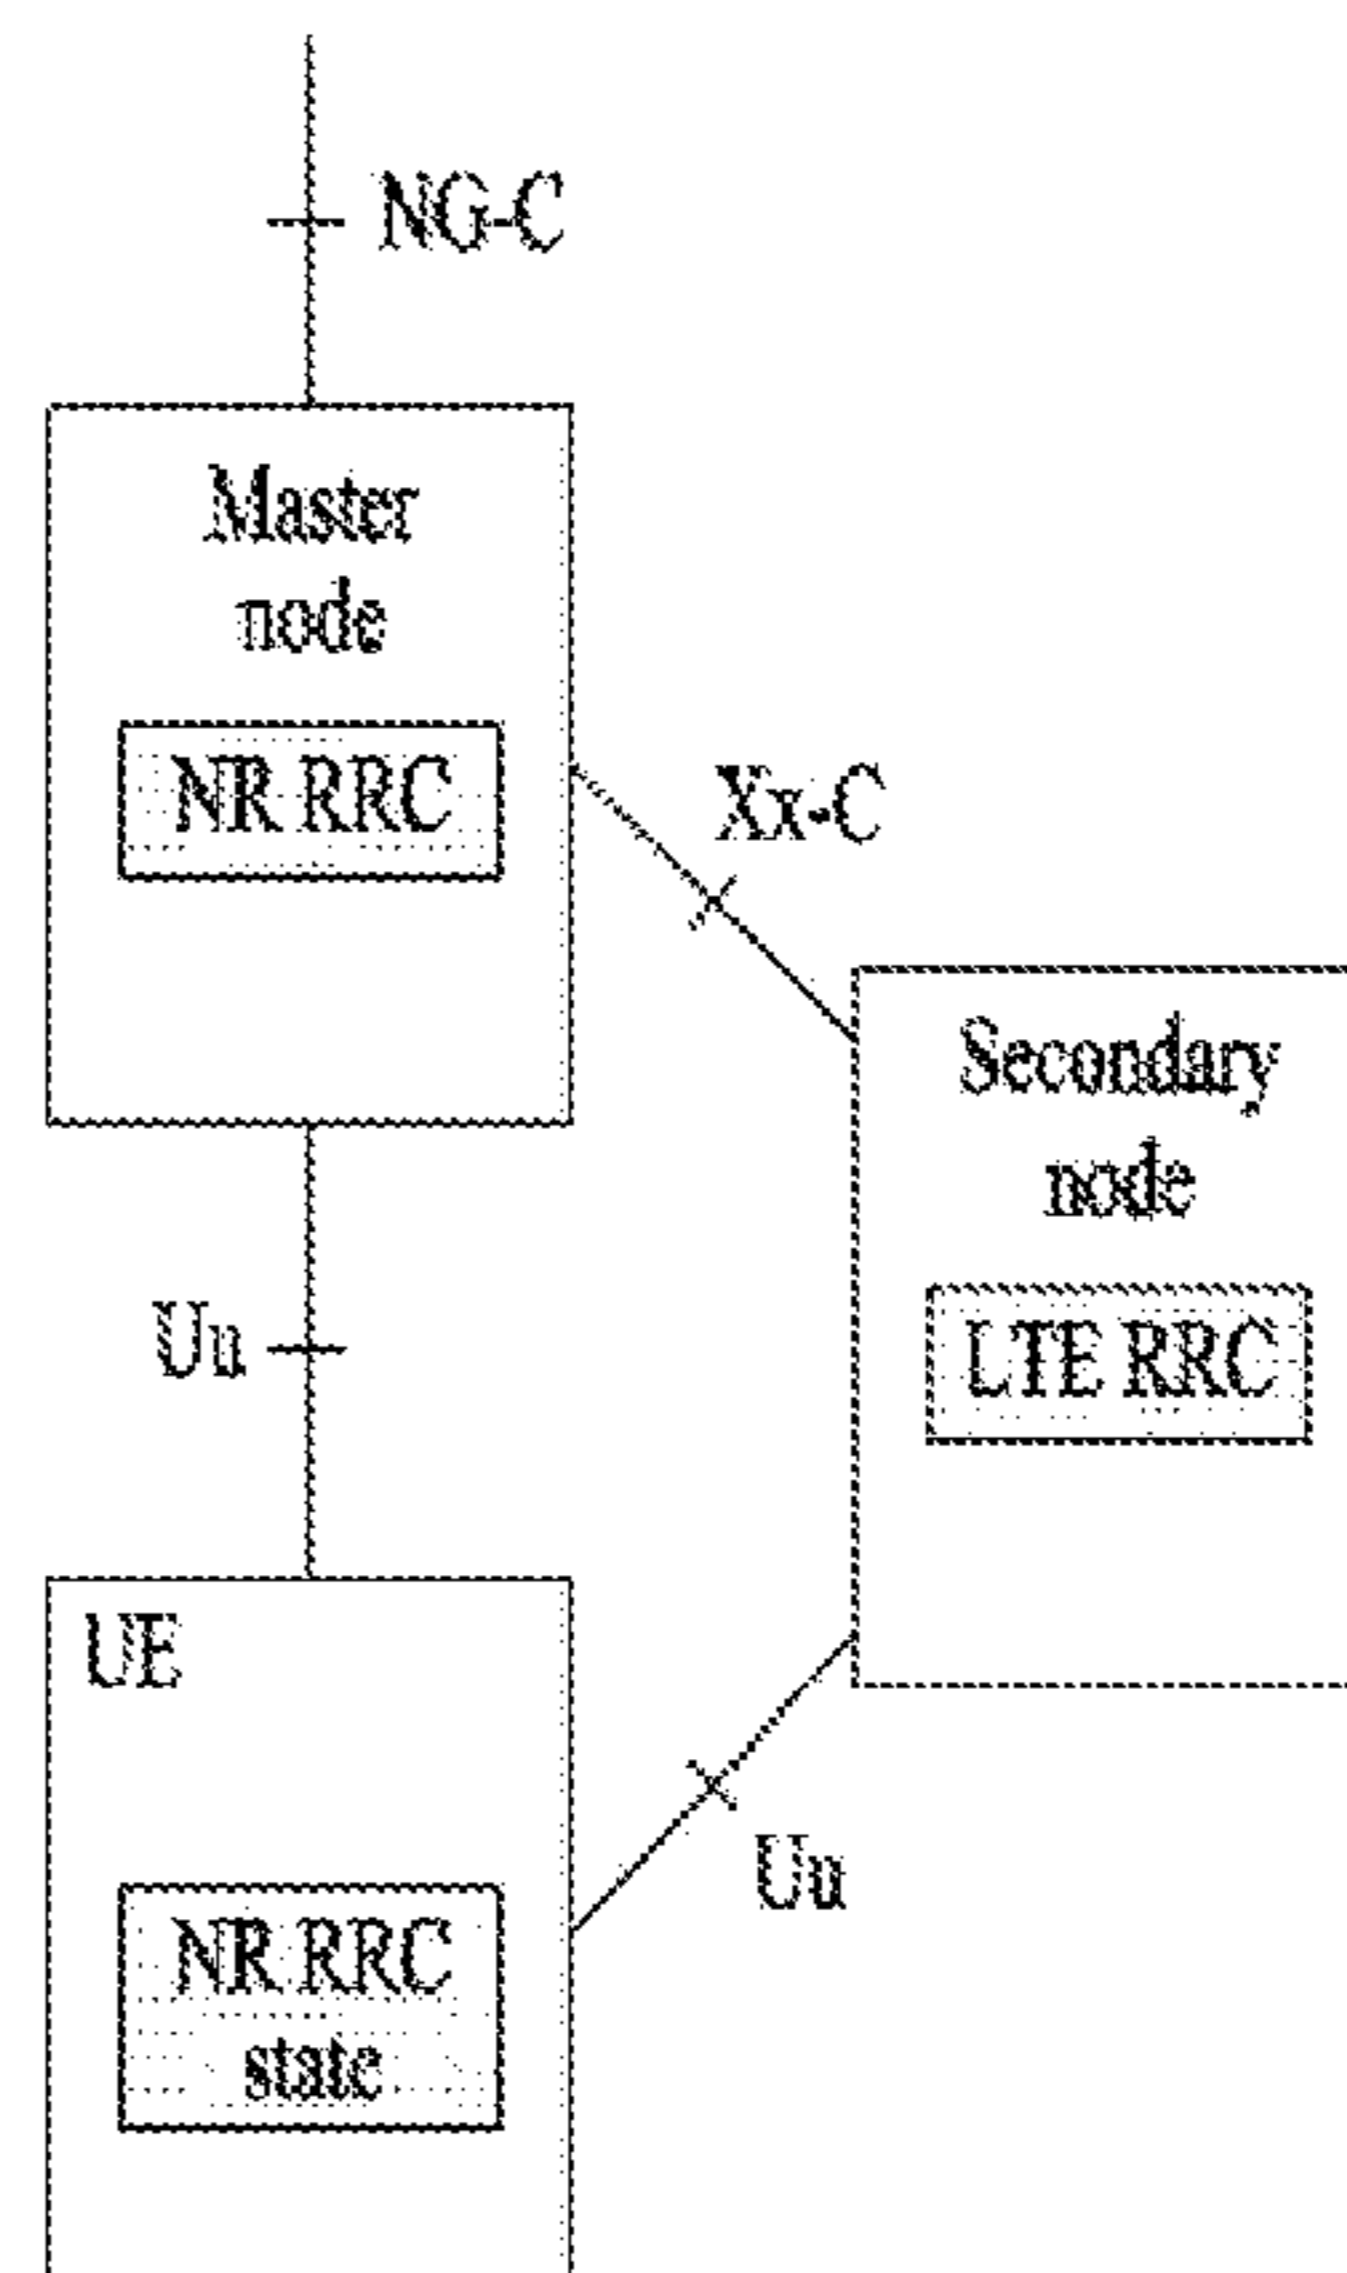 NG-C
Master
node
NR RRC
Xx-C
Secondary
node
LTE RRC
Uu
UE
Uu
NR RRC
state